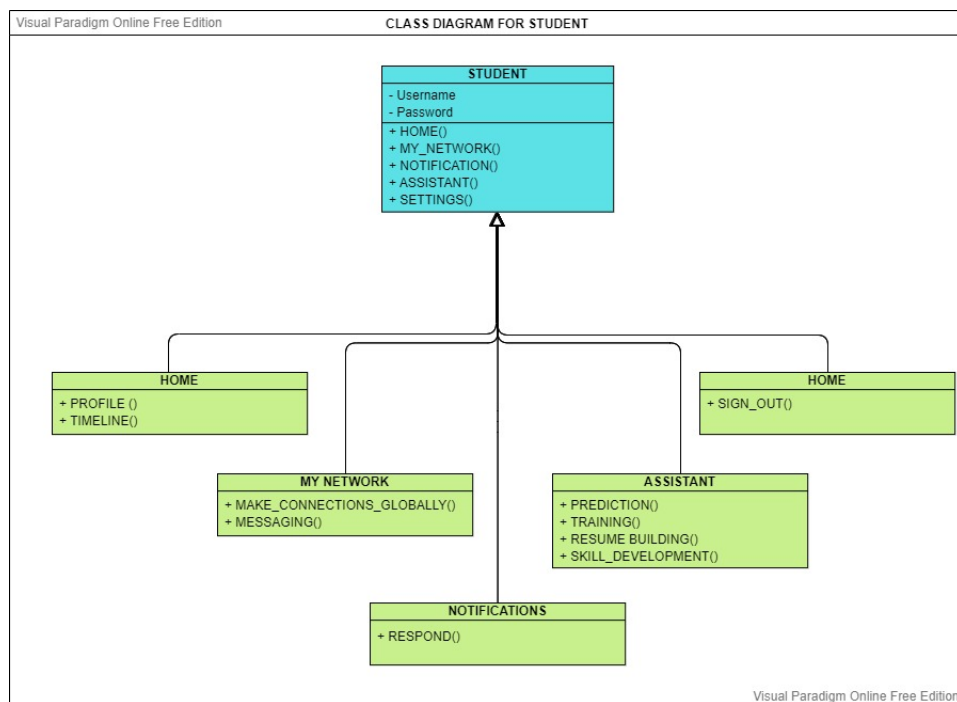 Visual Paradigm Online Free Edition
CLASS DIAGRAM FOR STUDENT
STUDENT
- Username
- Password
+ HOME()
+ MY_NETWORK()
+ NOTIFICATION()
+ ASSISTANT()
+ SETTINGS()
HOME
+ PROFILE ()
+ TIMELINE()
HOME
+ SIGN_OUT()
MY NETWORK
+ MAKE_CONNECTIONS_GLOBALLY()
+ MESSAGING()
ASSISTANT
+ PREDICTION()
+ TRAINING()
+ RESUME BUILDING()
+ SKILL_DEVELOPMENT()
NOTIFICATIONS
+ RESPOND()
Visual Paradigm Online Free Edition